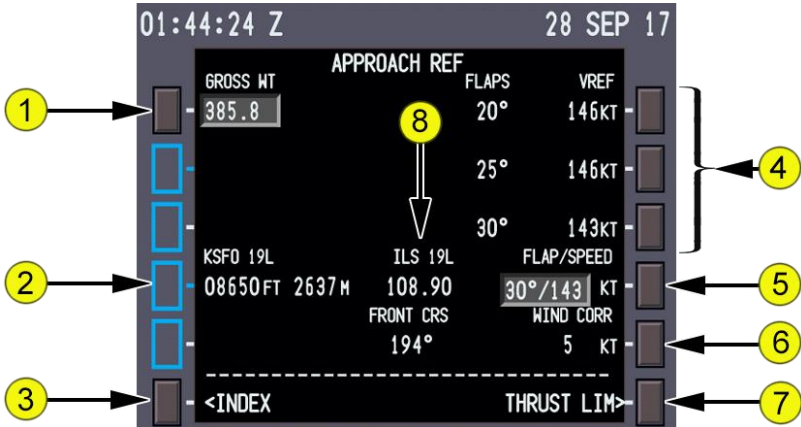 01:44:24 Z 28 SEP 17
APPROACH REF
GROSS WT FLAPS VREF
1 385.8 8 20° 146KT
25° 146KT 4
30° 143KT
KSFO 19L ILS 19L FLAP/SPEED
2 08650FT 2637M 108.90 30°/143 KT 5
FRONT CRS WIND CORR
194° 5 KT 6
--------------------------------
3 <INDEX THRUST LIM> 7